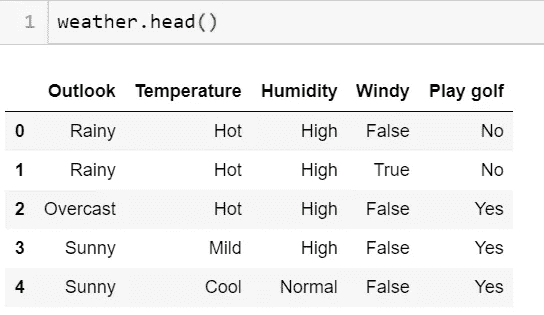 1 weather.head()
Outlook Temperature Humidity Windy Play golf
0 Rainy Hot High False No
1 Rainy Hot High True No
2 Overcast Hot High False Yes
3 Sunny Mild High False Yes
4 Sunny Cool Normal False Yes